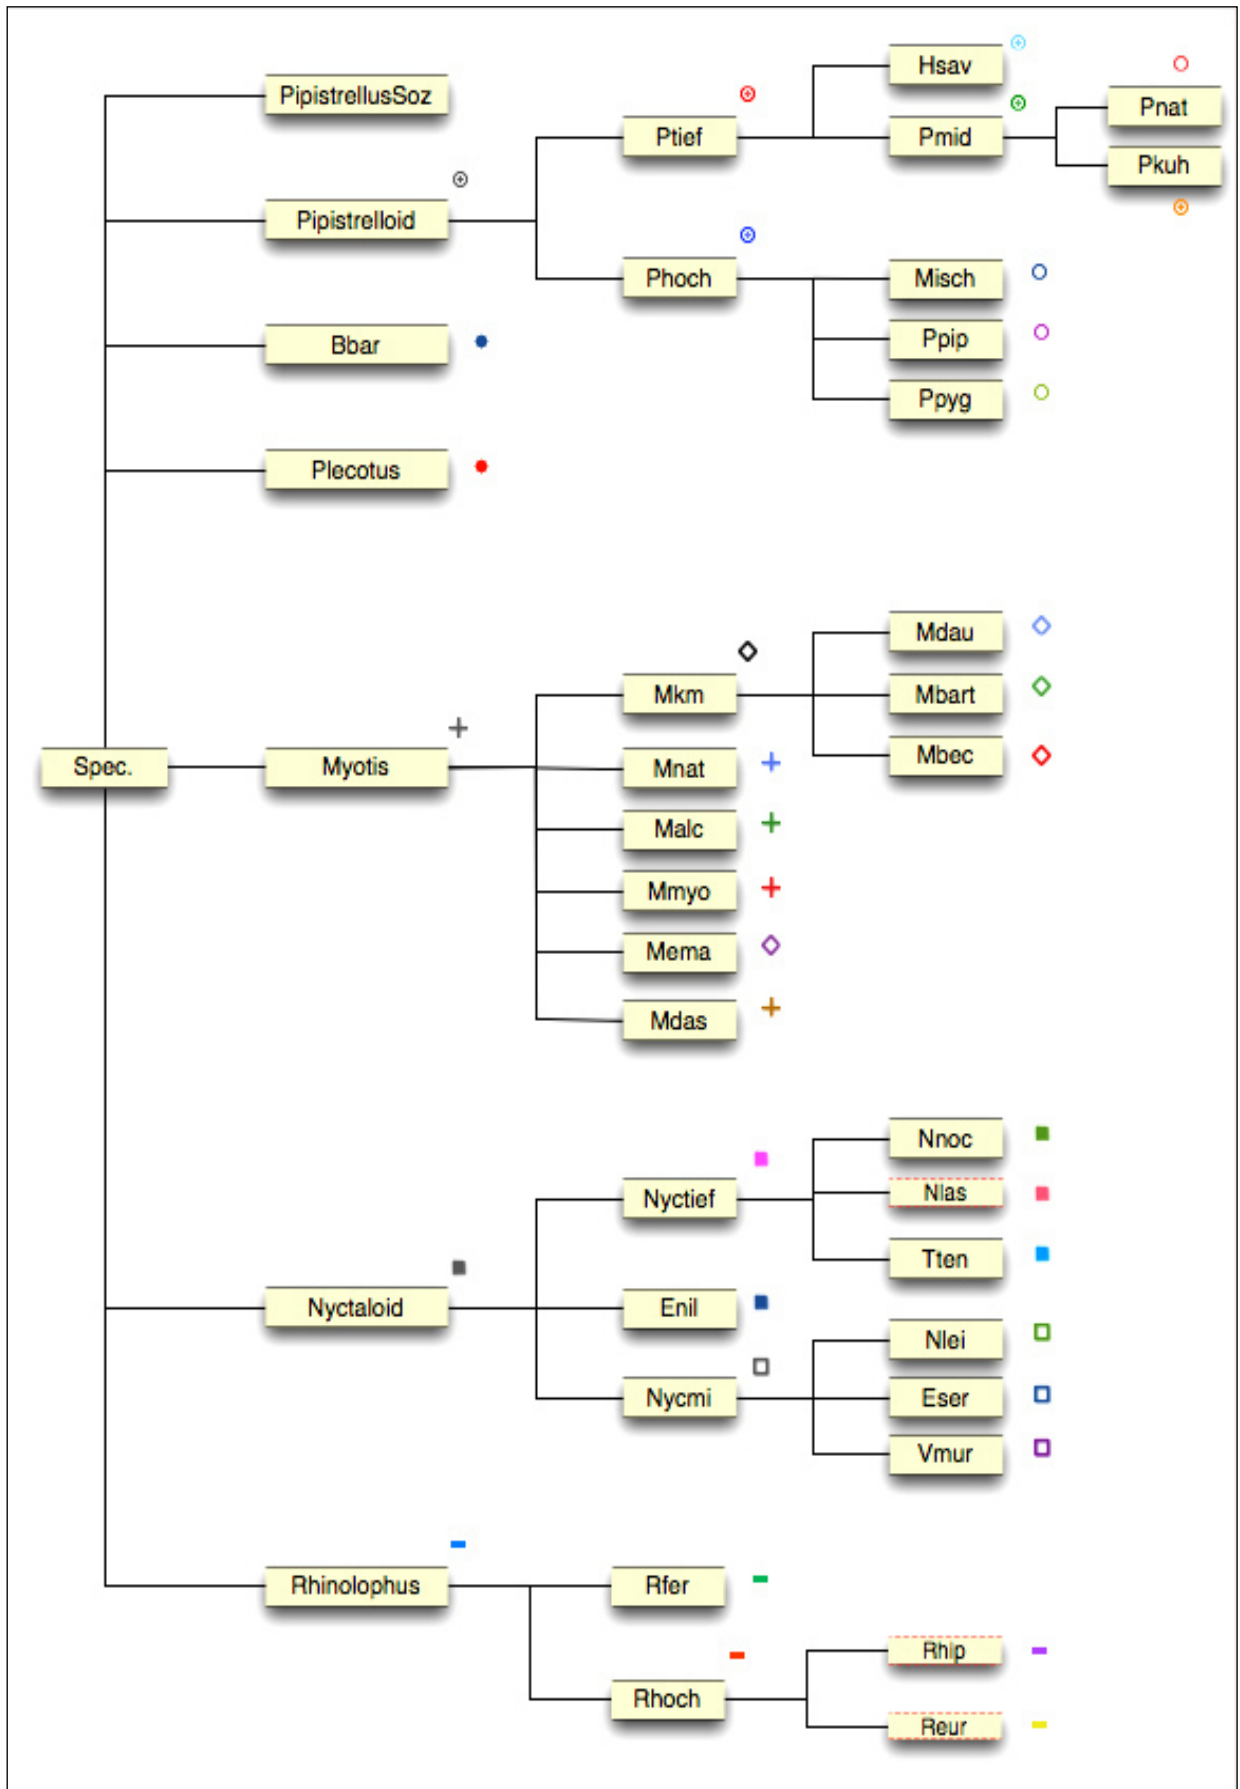 PipistrellusSoz
Pipistrelloid
Bbar
Plecotus
Ptief
Phoch
Hsav
Pmid
Pnat
Pkuh
Misch
Ppip
Ppyg
Spec.
Myotis
Mkm
Mnat
Malc
Mmyo
Mema
Mdas
Mdau
Mbart
Mbec
Nyctaloid
Nyctief
Enil
Nycmi
Nnoc
Nlas
Tten
Nlei
Eser
Vmur
Rhinolophus
Rfer
Rhoch
Rhip
Reur